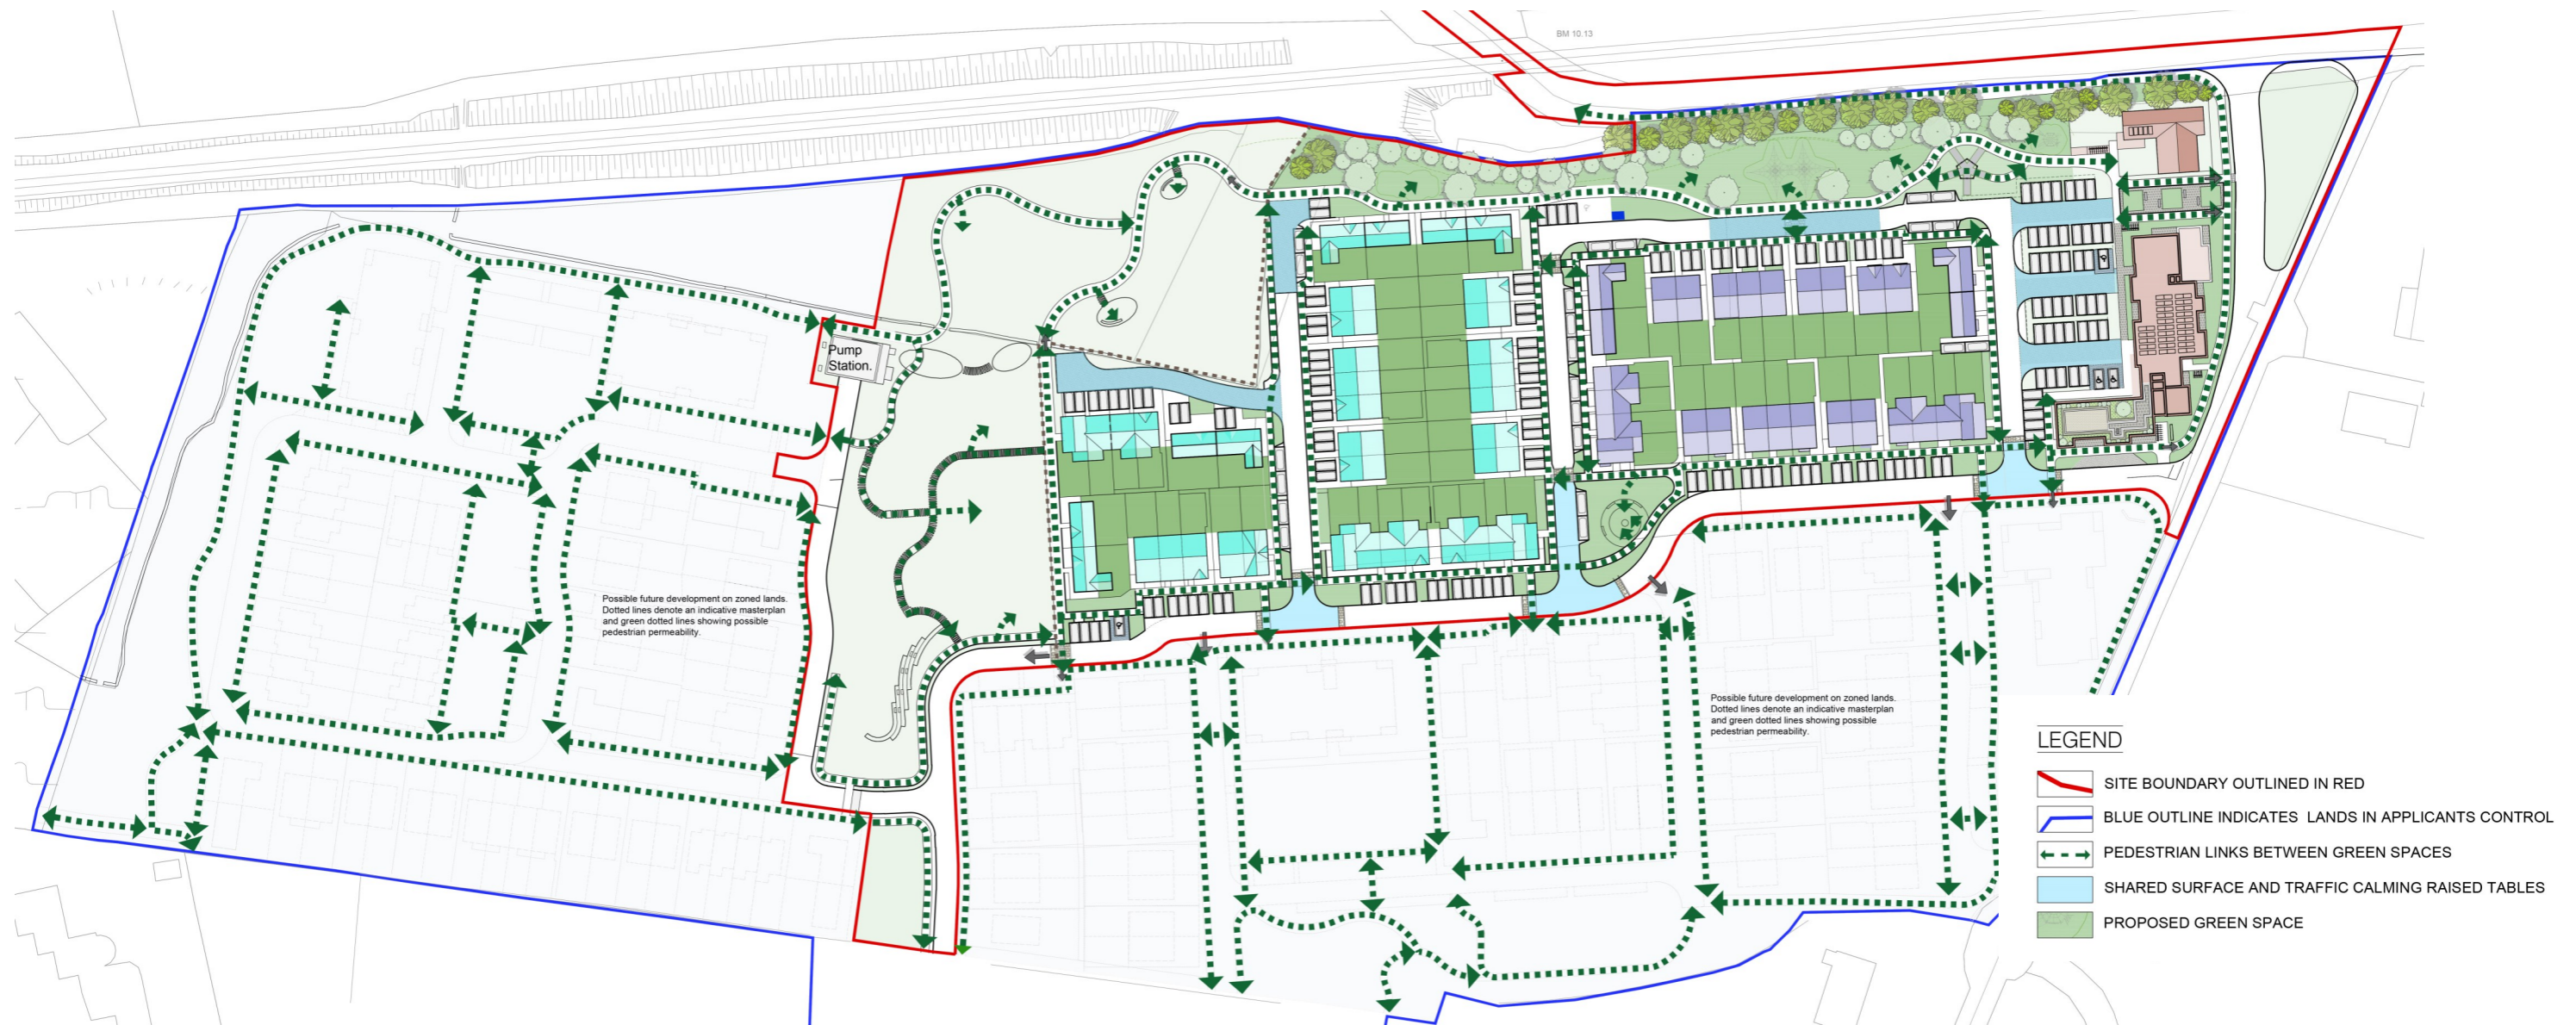 BM 10.13
Pump
Station.
Possible future development on zoned lands.
Dotted lines denote an indicative masterplan
and green dotted lines showing possible
pedestrian permeability.
Possible future development on zoned lands.
Dotted lines denote an indicative masterplan
and green dotted lines showing possible
pedestrian permeability.
LEGEND
SITE BOUNDARY OUTLINED IN RED
BLUE OUTLINE INDICATES LANDS IN APPLICANTS CONTROL
PEDESTRIAN LINKS BETWEEN GREEN SPACES
SHARED SURFACE AND TRAFFIC CALMING RAISED TABLES
PROPOSED GREEN SPACE